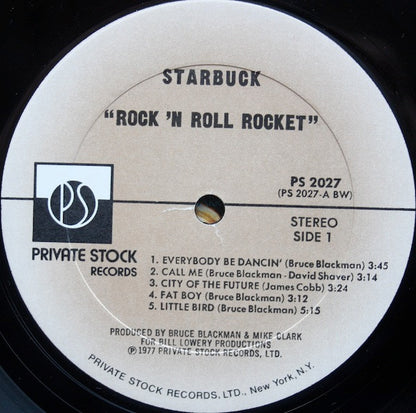 STARBUCK
"ROCK 'N ROLL ROCKET"
PS 2027
(PS 2027-A BW)
PS
STEREO
SIDE 1
PRIVATE STOCK
RECORDS
1. EVERYBODY BE DANCIN' (Bruce Blackman) 3:45
2. CALL ME (Bruce Blackman - David Shaver) 3:14
3. CITY OF THE FUTURE (James Cobb) 3:24
4. FAT BOY (Bruce Blackman) 3:12
5. LITTLE BIRD (Bruce Blackman) 5:15
PRODUCED BY BRUCE BLACKMAN & MIKE CLARK
FOR BILL LOWERY PRODUCTIONS
Ⓟ 1977 PRIVATE STOCK RECORDS, LTD.
PRIVATE STOCK RECORDS, LTD., New York, N.Y.